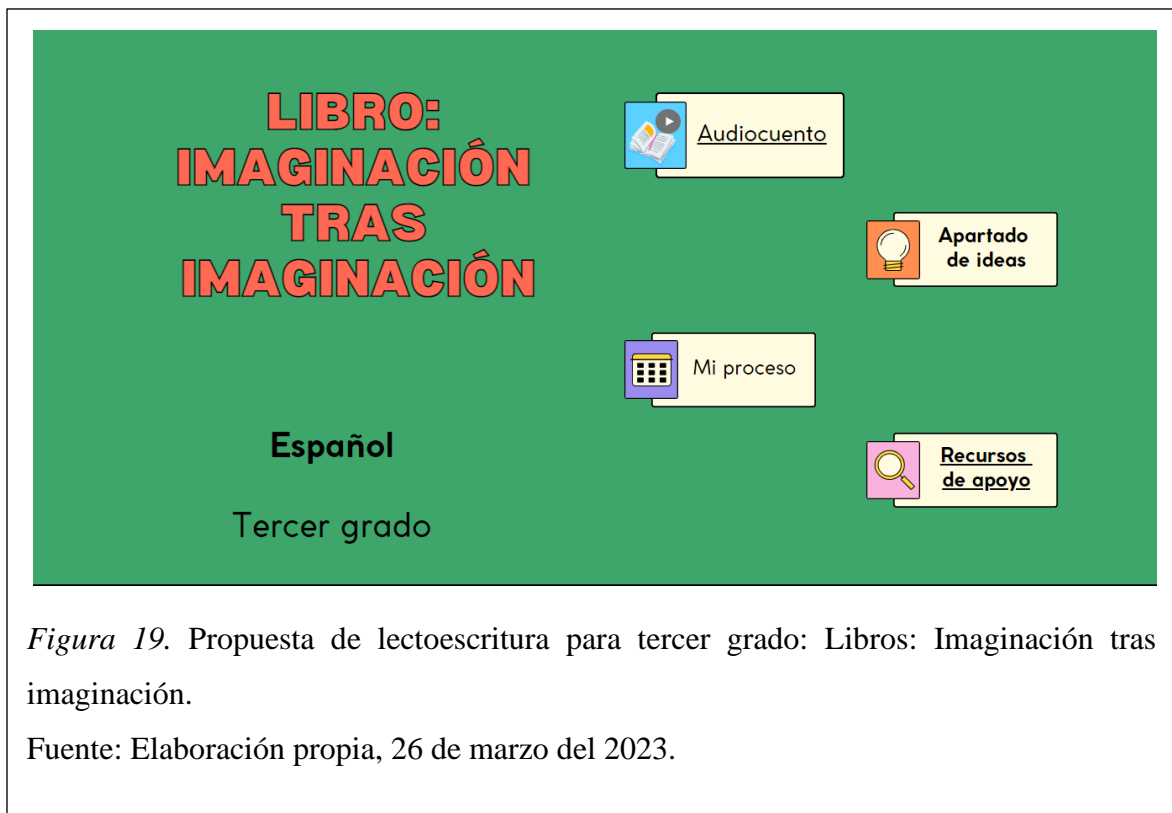 LIBRO:
IMAGINACIÓN
TRAS
IMAGINACIÓN
Español
Tercer grado
Audiocuento
Apartado
de ideas
Mi proceso
Recursos
de apoyo
Figura 19. Propuesta de lectoescritura para tercer grado: Libros: Imaginación tras
imaginación.
Fuente: Elaboración propia, 26 de marzo del 2023.